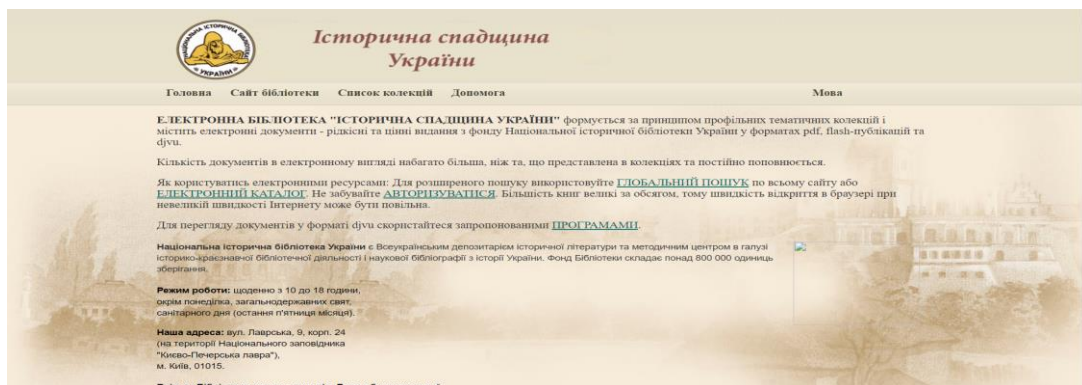 НАЦІОНАЛЬНА ІСТОРИЧНА БІБЛІОТЕКА
УКРАЇНИ
Історична спадщина
України
Головна Сайт бібліотеки Список колекцій Допомога Мова
ЕЛЕКТРОННА БІБЛІОТЕКА "ІСТОРИЧНА СПАДЩИНА УКРАЇНИ" формується за принципом профільних тематичних колекцій і
містить електронні документи - рідкісні та цінні видання з фонду Національної історичної бібліотеки України у форматах pdf, flash-публікацій та
djvu.
Кількість документів в електронному вигляді набагато більша, ніж та, що представлена в колекціях та постійно поповнюється.
Як користуватись електронними ресурсами: Для розширеного пошуку використовуйте ГЛОБАЛЬНИЙ ПОШУК по всьому сайту або
ЕЛЕКТРОННИЙ КАТАЛОГ. Не забувайте АВТОРИЗУВАТИСЯ. Більшість книг великі за обсягом, тому швидкість відкриття в браузері при
невеликій швидкості Інтернету може бути повільна.
Для перегляду документів у форматі djvu скористайтеся запропонованими ПРОГРАМАМИ.
Національна історична бібліотека України є Всеукраїнським депозитарієм історичної літератури та методичним центром в галузі
історико-краєзнавчої бібліотечної діяльності і наукової бібліографії з історії України. Фонд Бібліотеки складає понад 800 000 одиниць
зберігання.
Режим роботи: щоденно з 10 до 18 години,
окрім понеділка, загальнодержавних свят,
санітарного дня (остання п'ятниця місяця).
Наша адреса: вул. Лаврська, 9, корп. 24
(на території Національного заповідника
"Києво-Печерська лавра"),
м. Київ, 01015.